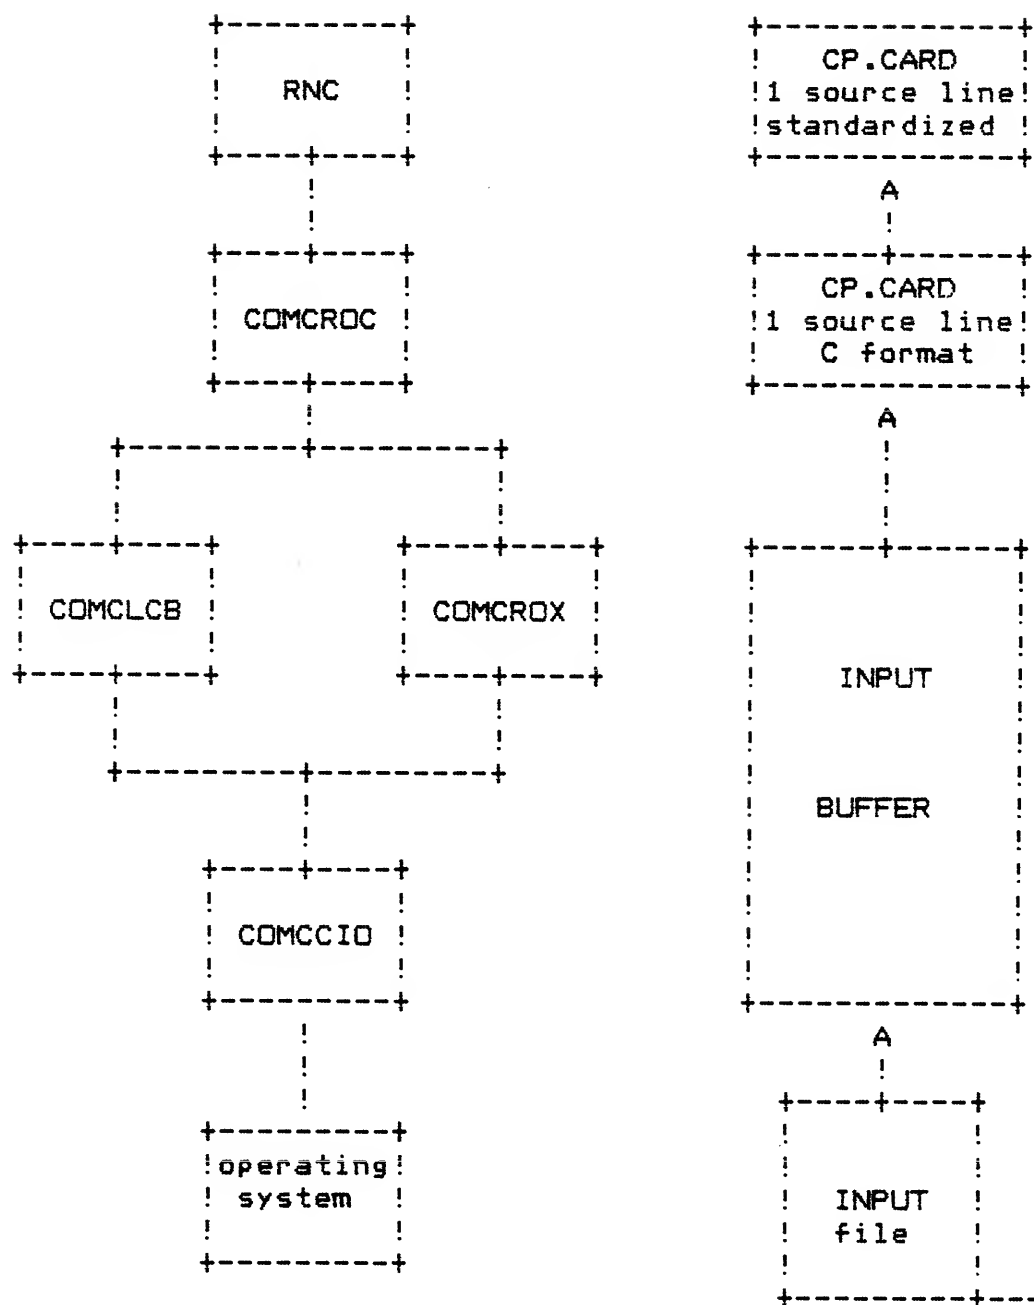 RNC
COMCROC
COMCLCB
COMCROX
COMCCIO
operating
system
CP.CARD
1 source line
standardized
A
CP.CARD
1 source line
C format
A
INPUT
BUFFER
A
INPUT
file